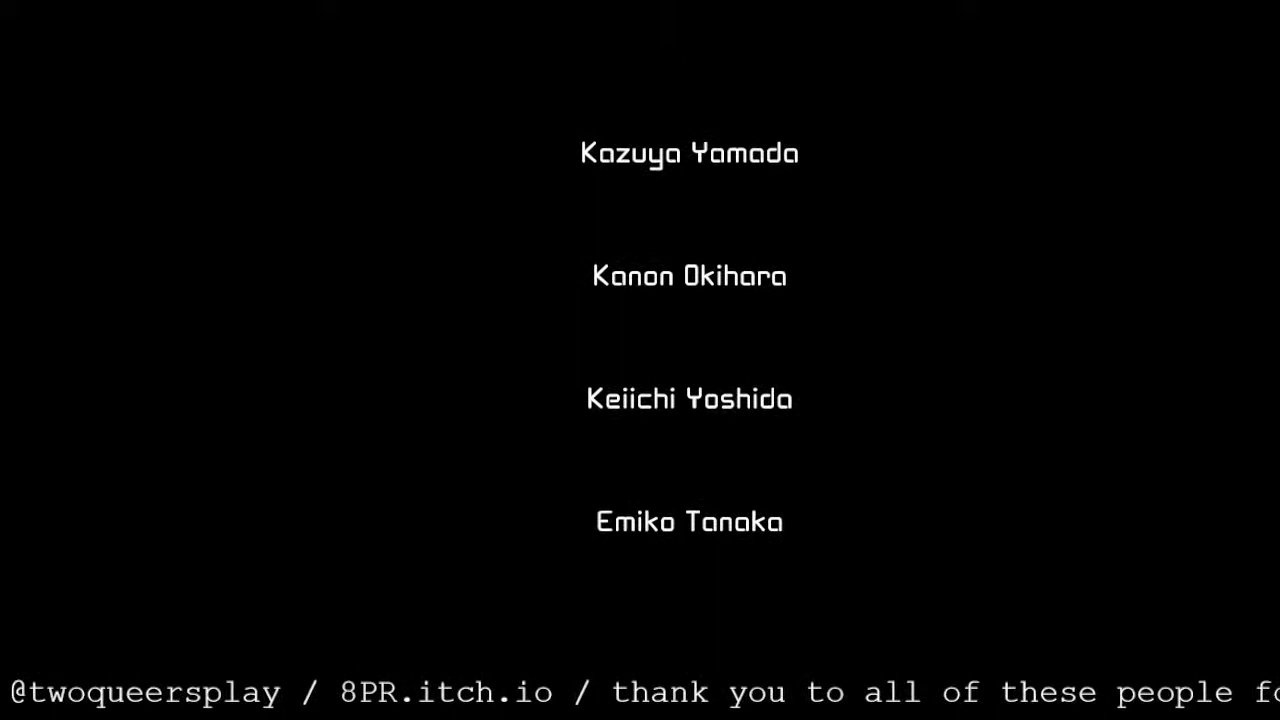 Kazuya Yamada
Kanon Okihara
Keiichi Yoshida
Emiko Tanaka
@twoqueersplay / 8PR.itch.io / thank you to all of these people fo